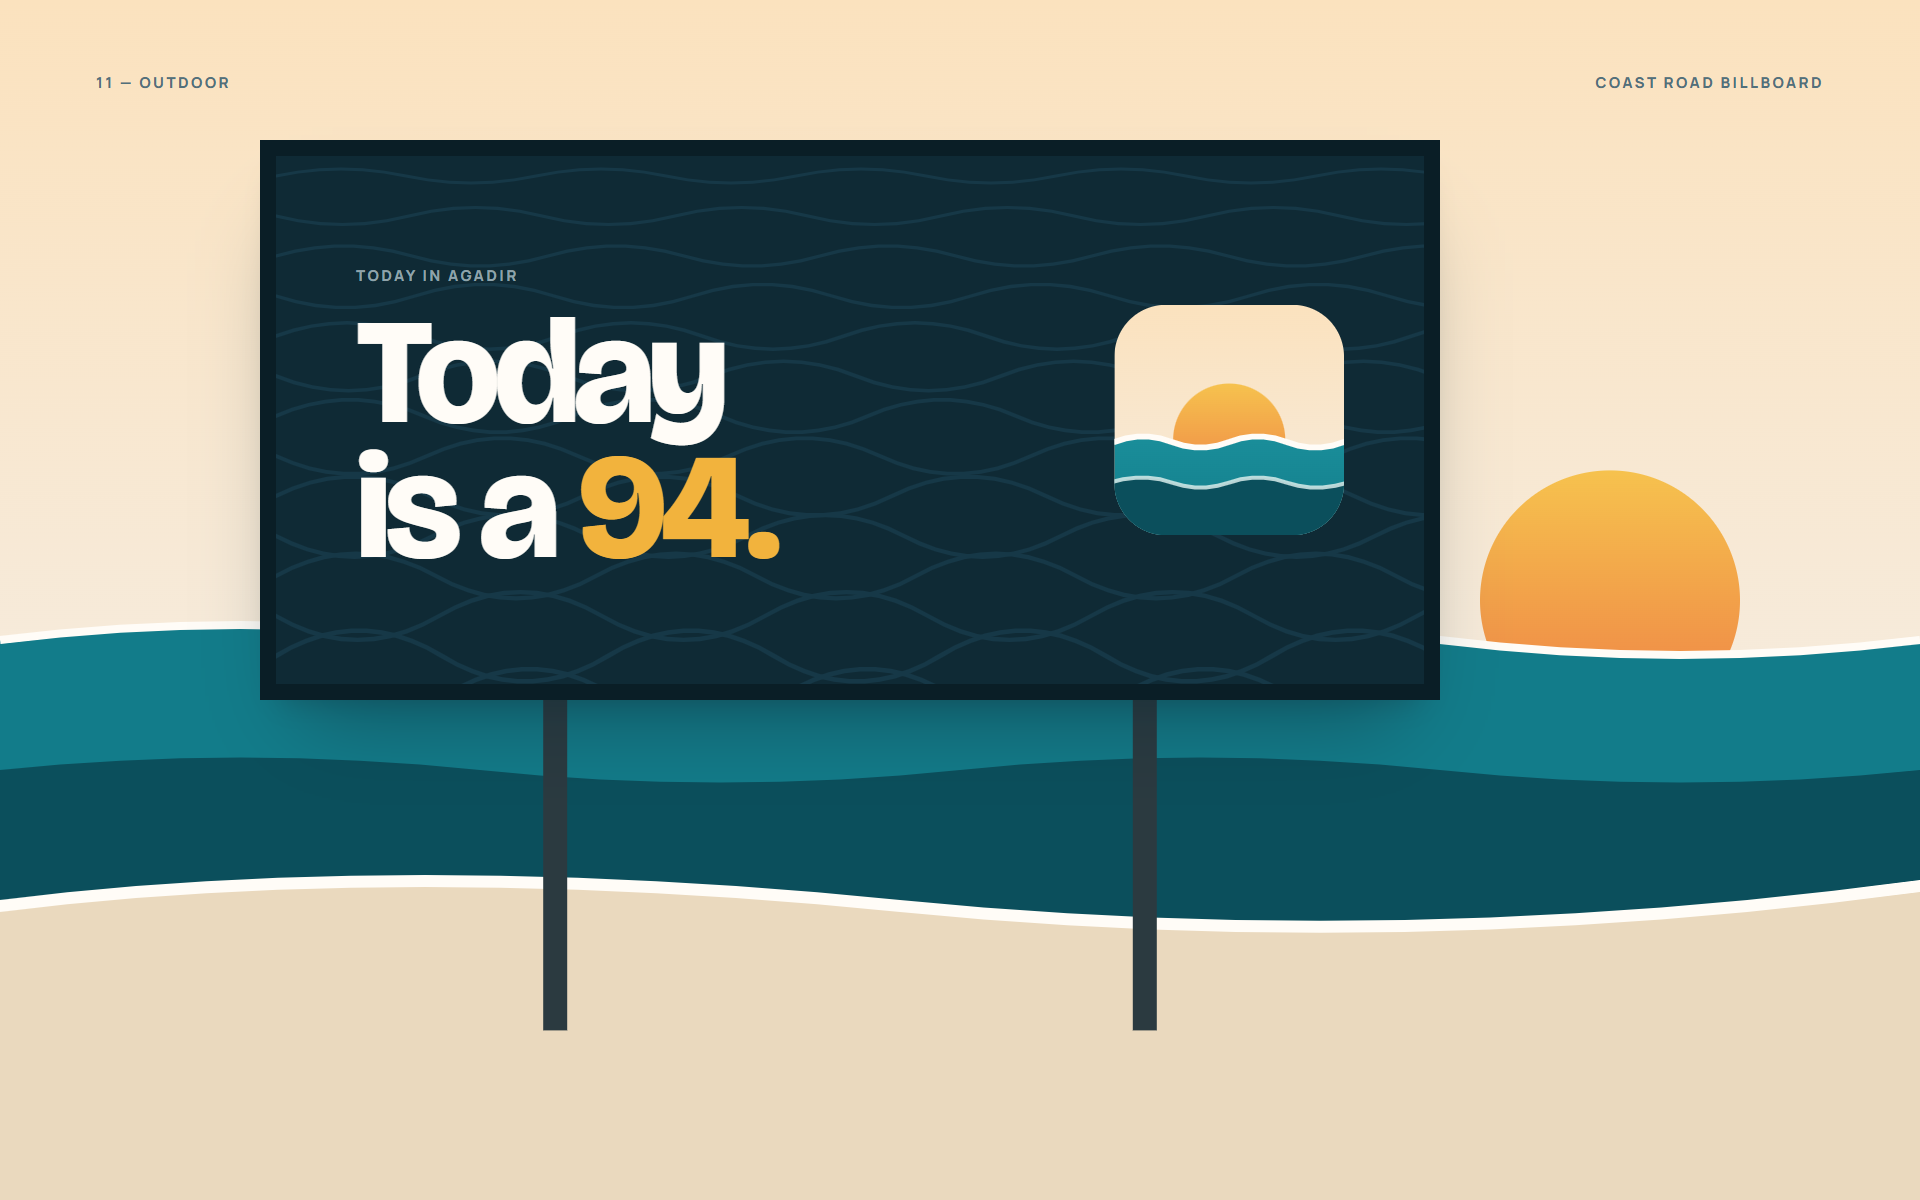 11 — OUTDOOR
COAST ROAD BILLBOARD
TODAY IN AGADIR
Today
is a 94.